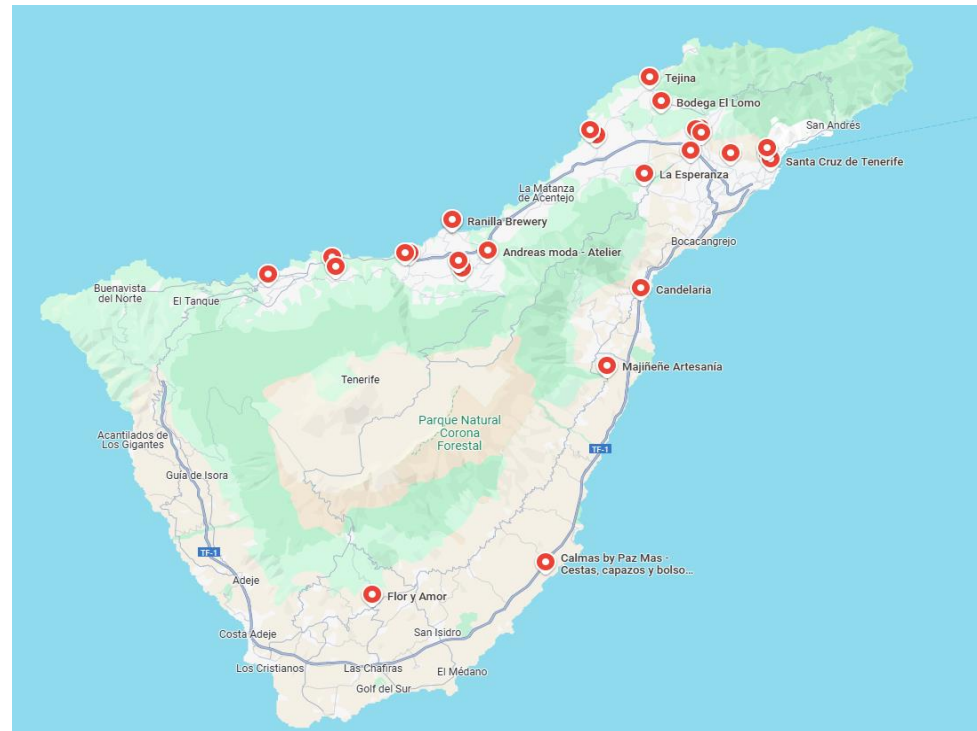 Tejina
Bodega El Lomo
San Andrés
Santa Cruz de Tenerife
La Esperanza
La Matanza
de Acentejo
Ranilla Brewery
Bocacangrejo
Andreas moda - Atelier
Buenavista
del Norte
El Tanque
Candelaria
Majiñeñe Artesanía
Tenerife
Parque Natural
Corona
Forestal
Acantilados de
Los Gigantes
TF-1
Guía de Isora
TF-1
Calmas by Paz Mas -
Cestas, capazos y bolso...
Adeje
Flor y Amor
Costa Adeje
San Isidro
Los Cristianos
Las Chafiras
El Médano
Golf del Sur